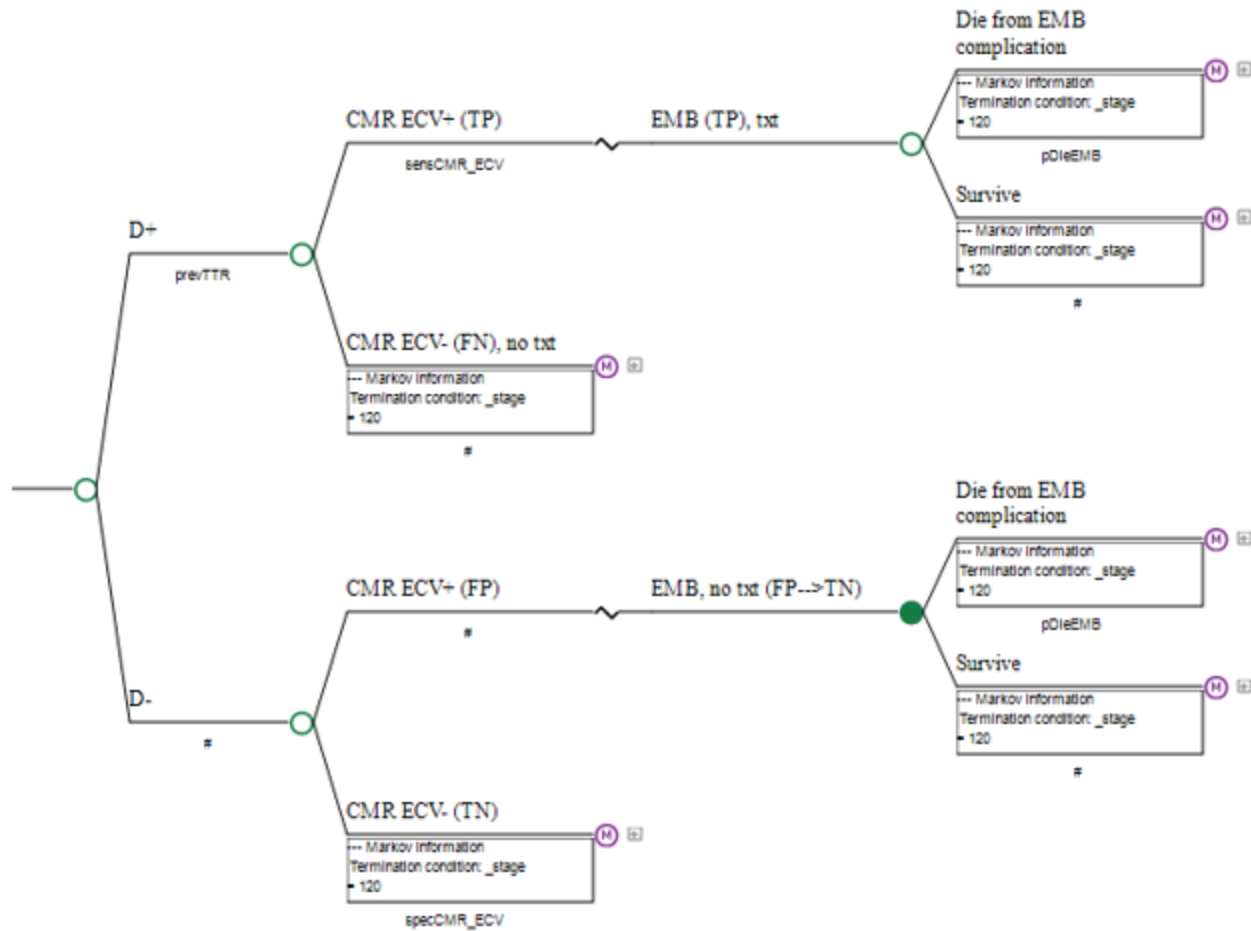 Die from EMB
complication
--- Markov Information
Termination condition: _stage
= 120
pDieEMB
CMR ECV+ (TP)
sensCMR_ECV
EMB (TP), txt
Survive
--- Markov Information
Termination condition: _stage
= 120
#
D+
prevTTR
CMR ECV- (FN), no txt
--- Markov Information
Termination condition: _stage
= 120
#
Die from EMB
complication
--- Markov Information
Termination condition: _stage
= 120
pDieEMB
CMR ECV+ (FP)
#
EMB, no txt (FP-->TN)
Survive
--- Markov Information
Termination condition: _stage
= 120
#
D-
#
CMR ECV- (TN)
--- Markov Information
Termination condition: _stage
= 120
specCMR_ECV
M
M
M
M
M
M